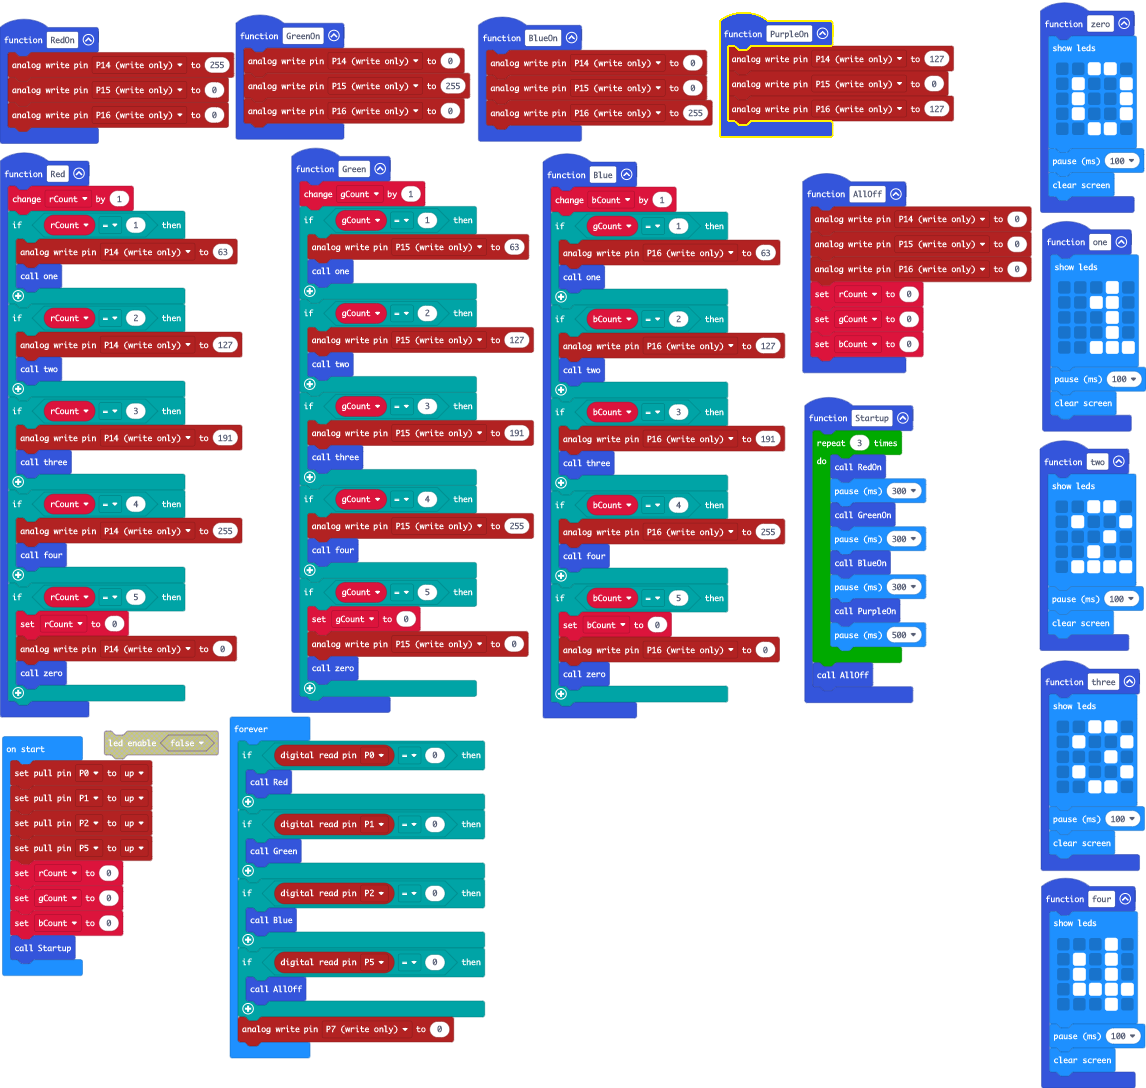 function RedOn
analog write pin P14 (write only) to 255
analog write pin P15 (write only) to 0
analog write pin P16 (write only) to 0
function GreenOn
analog write pin P14 (write only) to 0
analog write pin P15 (write only) to 255
analog write pin P16 (write only) to 0
function BlueOn
analog write pin P14 (write only) to 0
analog write pin P15 (write only) to 0
analog write pin P16 (write only) to 255
function PurpleOn
analog write pin P14 (write only) to 127
analog write pin P15 (write only) to 0
analog write pin P16 (write only) to 127
function zero
show leds
pause (ms) 100
clear screen
function Red
change rCount by 1
if rCount = 1 then
analog write pin P14 (write only) to 63
call one
if rCount = 2 then
analog write pin P14 (write only) to 127
call two
if rCount = 3 then
analog write pin P14 (write only) to 191
call three
if rCount = 4 then
analog write pin P14 (write only) to 255
call four
if rCount = 5 then
set rCount to 0
analog write pin P14 (write only) to 0
call zero
function Green
change gCount by 1
if gCount = 1 then
analog write pin P15 (write only) to 63
call one
if gCount = 2 then
analog write pin P15 (write only) to 127
call two
if gCount = 3 then
analog write pin P15 (write only) to 191
call three
if gCount = 4 then
analog write pin P15 (write only) to 255
call four
if gCount = 5 then
set gCount to 0
analog write pin P15 (write only) to 0
call zero
function Blue
change bCount by 1
if gCount = 1 then
analog write pin P16 (write only) to 63
call one
if bCount = 2 then
analog write pin P16 (write only) to 127
call two
if bCount = 3 then
analog write pin P16 (write only) to 191
call three
if bCount = 4 then
analog write pin P16 (write only) to 255
call four
if bCount = 5 then
set bCount to 0
analog write pin P16 (write only) to 0
call zero
function AllOff
analog write pin P14 (write only) to 0
analog write pin P15 (write only) to 0
analog write pin P16 (write only) to 0
set rCount to 0
set gCount to 0
set bCount to 0
function one
show leds
pause (ms) 100
clear screen
function Startup
repeat 3 times
do
call RedOn
pause (ms) 300
call GreenOn
pause (ms) 300
call BlueOn
pause (ms) 300
call PurpleOn
pause (ms) 500
call AllOff
function two
show leds
pause (ms) 100
clear screen
function three
show leds
pause (ms) 100
clear screen
on start
set pull pin P0 to up
set pull pin P1 to up
set pull pin P2 to up
set pull pin P5 to up
set rCount to 0
set gCount to 0
set bCount to 0
call Startup
led enable false
forever
if digital read pin P0 = 0 then
call Red
if digital read pin P1 = 0 then
call Green
if digital read pin P2 = 0 then
call Blue
if digital read pin P5 = 0 then
call AllOff
analog write pin P7 (write only) to 0
function four
show leds
pause (ms) 100
clear screen